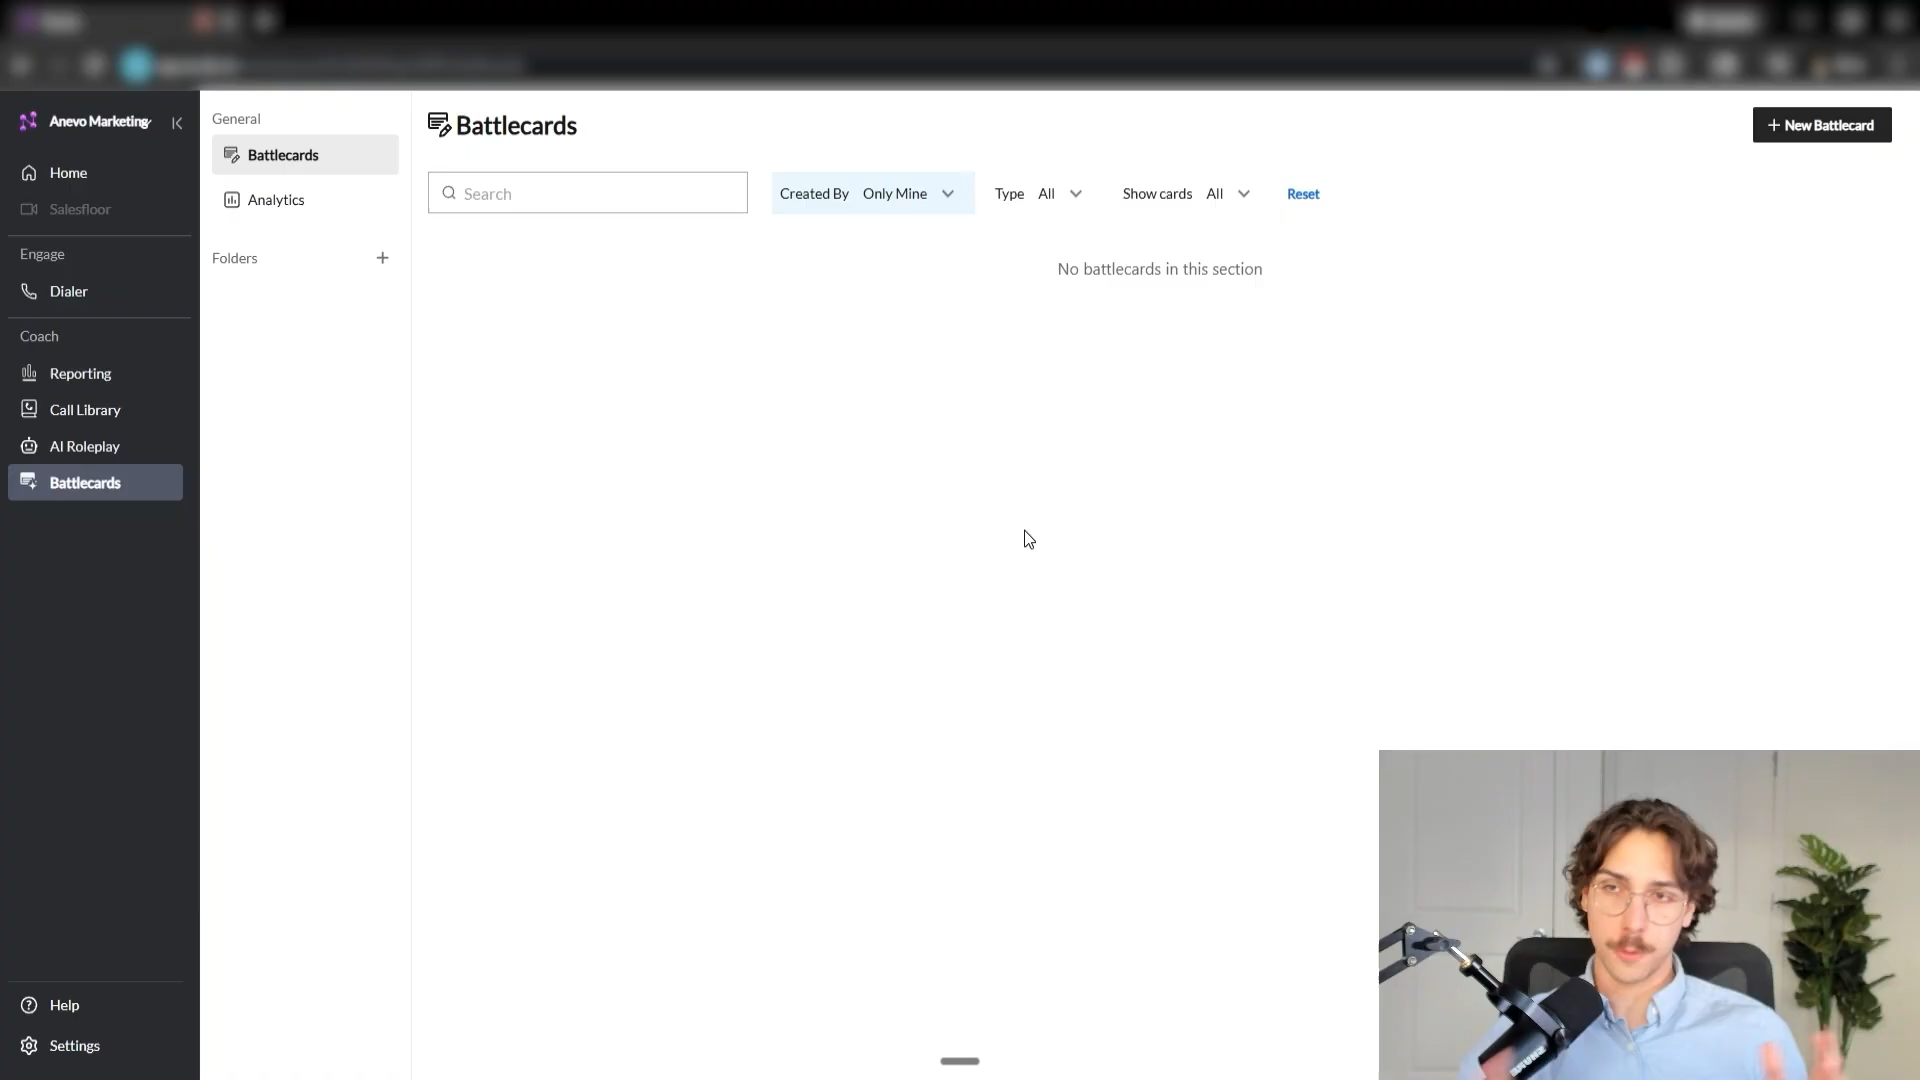 Anevo Marketing
Home
Salesfloor
Engage
Dialer
Coach
Reporting
Call Library
AI Roleplay
Battlecards
Help
Settings
General
Battlecards
Analytics
Folders
Battlecards
New Battlecard
Search
Created By Only Mine
Type All
Show cards All
Reset
No battlecards in this section
SHURE